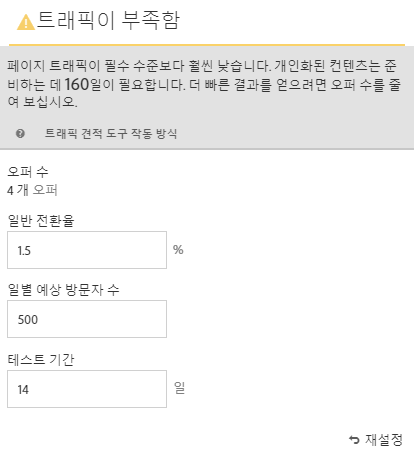 트래픽이 부족함
페이지 트래픽이 필수 수준보다 훨씬 낮습니다. 개인화된 컨텐츠는 준
비하는 데 160일이 필요합니다. 더 빠른 결과를 얻으려면 오퍼 수를 줄
여 보십시오.
트래픽 견적 도구 작동 방식
오퍼 수
4 개 오퍼
일반 전환율
1.5 %
일별 예상 방문자 수
500
테스트 기간
14 일
재설정